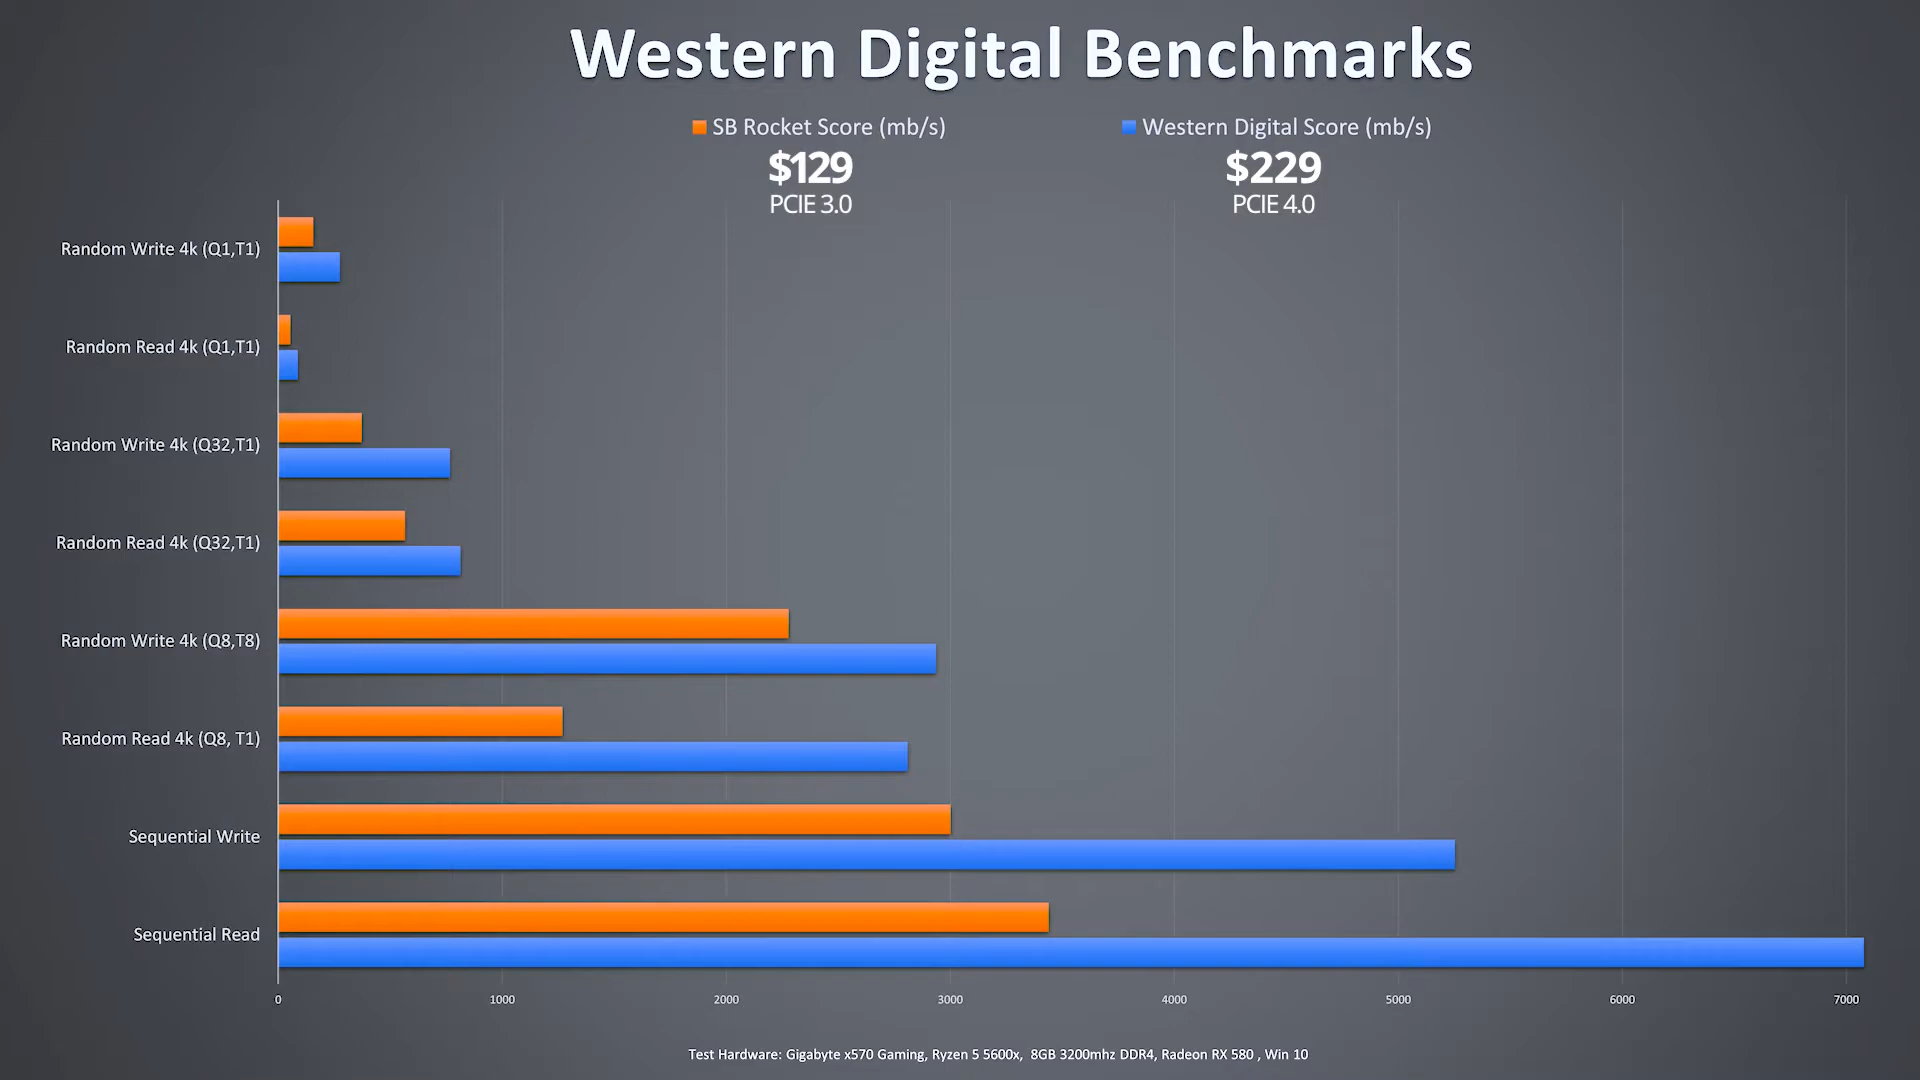 Western Digital Benchmarks
SB Rocket Score (mb/s) Western Digital Score (mb/s)
$129 $229
PCIE 3.0 PCIE 4.0
Random Write 4k (Q1,T1)
Random Read 4k (Q1,T1)
Random Write 4k (Q32,T1)
Random Read 4k (Q32,T1)
Random Write 4k (Q8,T8)
Random Read 4k (Q8, T1)
Sequential Write
Sequential Read
0 1000 2000 3000 4000 5000 6000 7000
Test Hardware: Gigabyte x570 Gaming, Ryzen 5 5600x, 8GB 3200mhz DDR4, Radeon RX 580 , Win 10